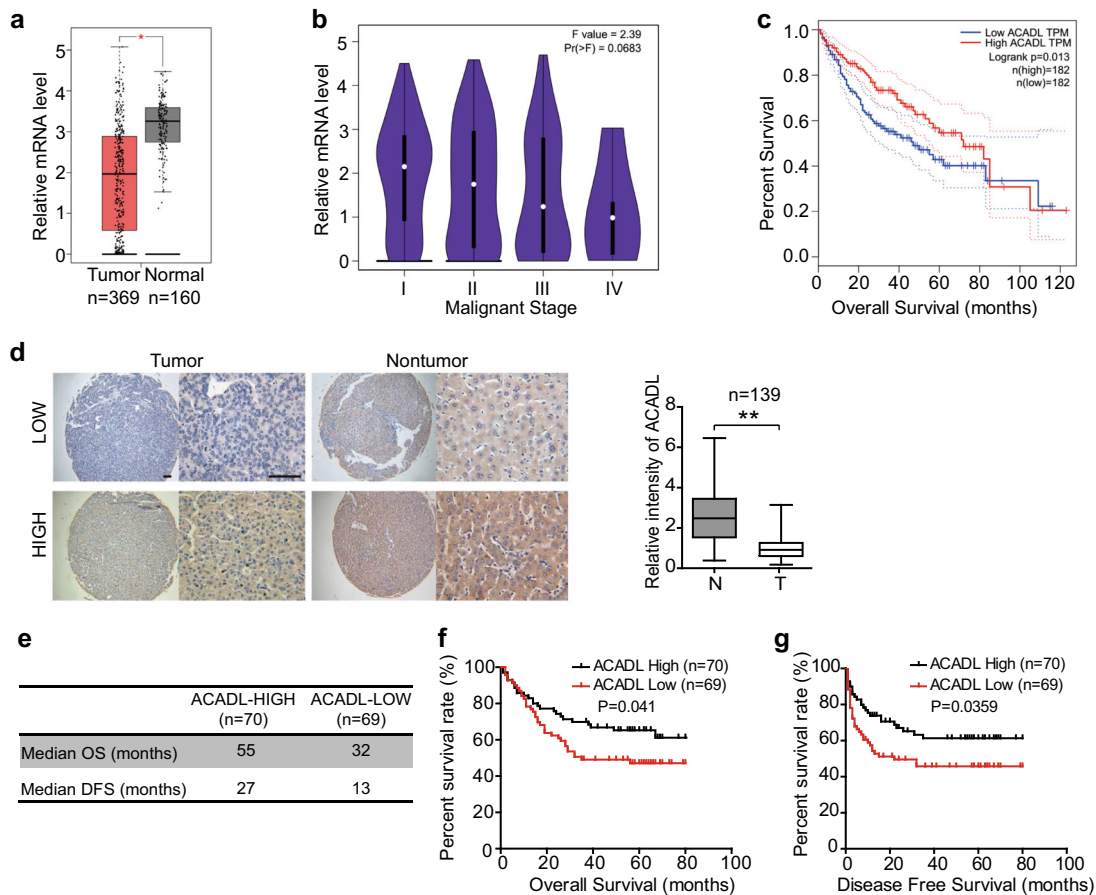 a
Relative mRNA level
5
4
3
2
1
0
*
Tumor Normal
n=369 n=160
b
Relative mRNA level
5
4
3
2
1
0
F value = 2.39
Pr(>F) = 0.0683
I II III IV
Malignant Stage
c
Percent Survival
1.0
0.8
0.6
0.4
0.2
0.0
Low ACADL TPM
High ACADL TPM
Logrank p=0.013
n(high)=182
n(low)=182
0 20 40 60 80 100 120
Overall Survival (months)
d
Tumor Nontumor
LOW
HIGH
n=139
**
Relative intensity of ACADL
8
6
4
2
0
N T
e
ACADL-HIGH ACADL-LOW
(n=70) (n=69)
Median OS (months) 55 32
Median DFS (months) 27 13
f
Percent survival rate (%)
100
80
60
40
20
0
ACADL High (n=70)
ACADL Low (n=69)
P=0.041
0 20 40 60 80 100
Overall Survival (months)
g
Percent survival rate (%)
100
80
60
40
20
0
ACADL High (n=70)
ACADL Low (n=69)
P=0.0359
0 20 40 60 80 100
Disease Free Survival (months)